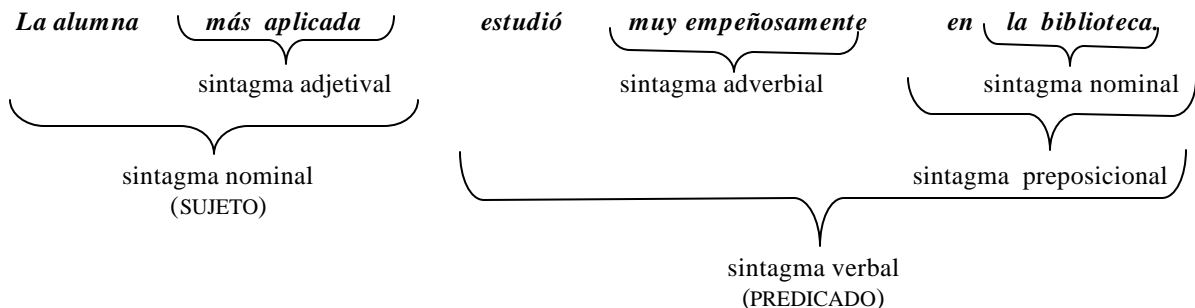 La alumna más aplicada estudió muy empeñosamente en la biblioteca.
sintagma adjetival sintagma adverbial sintagma nominal
sintagma nominal sintagma preposicional
(SUJETO)
sintagma verbal
(PREDICADO)